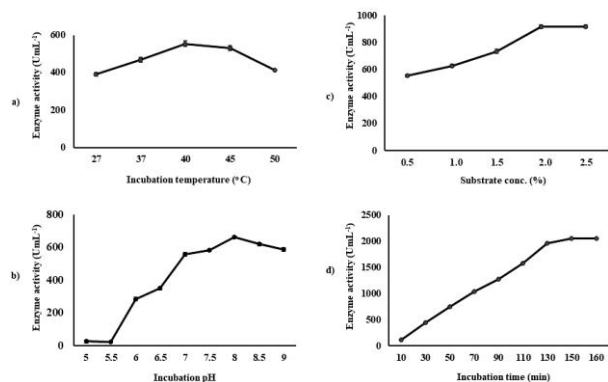 a)
Enzyme activity (UmL-1)
600
400
200
0
27 37 40 45 50
Incubation temperature (°C)
b)
Enzyme activity (UmL-1)
800
600
400
200
0
5 5.5 6 6.5 7 7.5 8 8.5 9
Incubation pH
c)
Enzyme activity (UmL-1)
1000
800
600
400
200
0
0.5 1.0 1.5 2.0 2.5
Substrate conc. (%)
d)
Enzyme activity (UmL-1)
2500
2000
1500
1000
500
0
10 30 50 70 90 110 130 150 160
Incubation time (min)